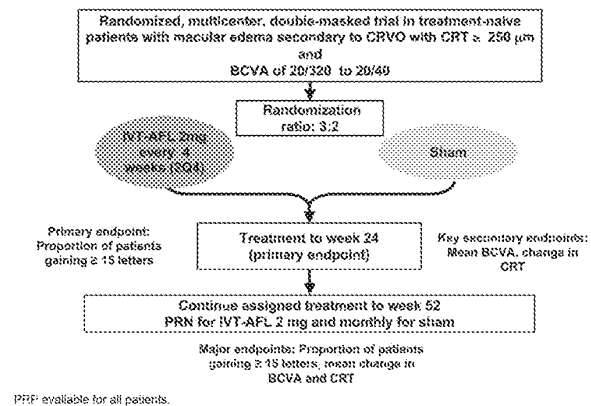 Randomized, multicenter, double-masked trial in treatment-naive
patients with macular edema secondary to CRVO with CRT ≥ 250 µm
and
BCVA of 20/320 to 20/40
Randomization
ratio: 3:2
IVT-AFL 2mg
every 4
weeks (2Q4)
Sham
Primary endpoint:
Proportion of patients
gaining ≥ 15 letters
Treatment to week 24
(primary endpoint)
Key secondary endpoints:
Mean BCVA, change in
CRT
Continue assigned treatment to week 52
PRN for IVT-AFL 2 mg and monthly for sham
Major endpoints: Proportion of patients
gaining ≥ 15 letters, mean change in
BCVA and CRT
PRP available for all patients.